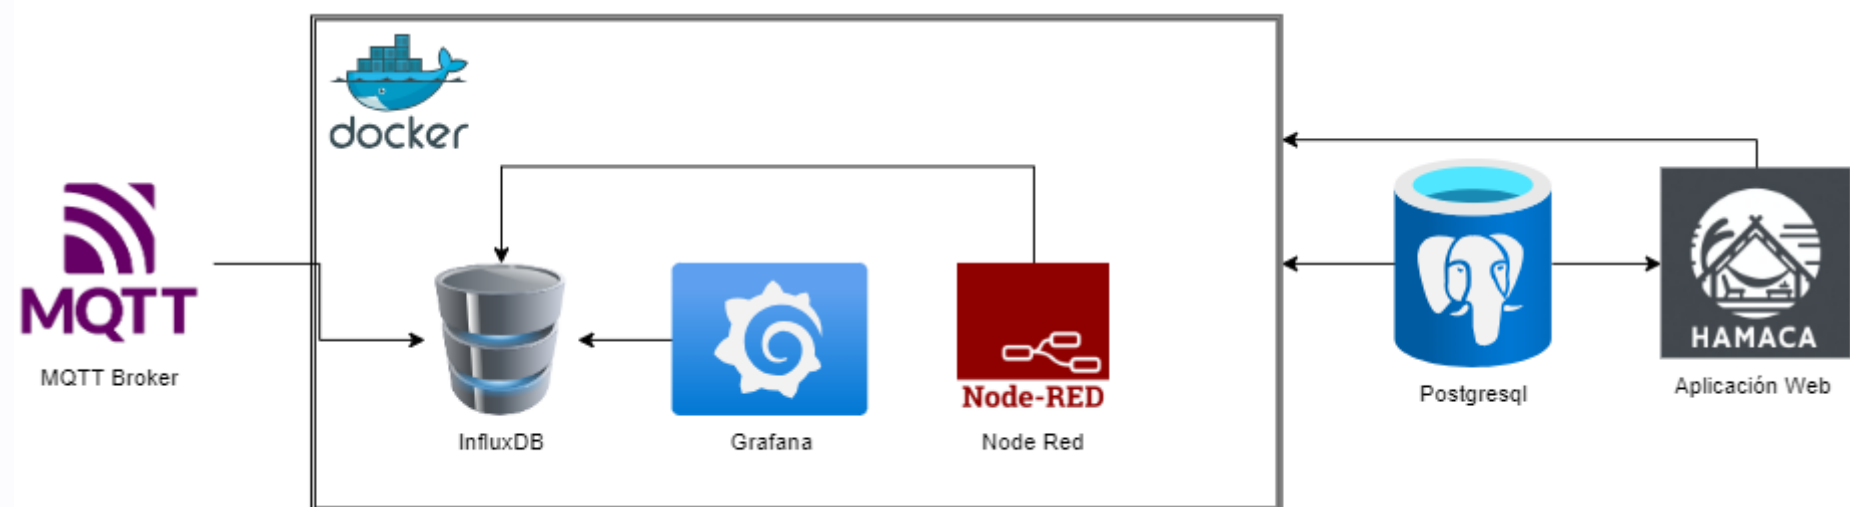 docker
MQTT
MQTT Broker
InfluxDB
Grafana
Node-RED
Node Red
Postgresql
HAMACA
Aplicación Web